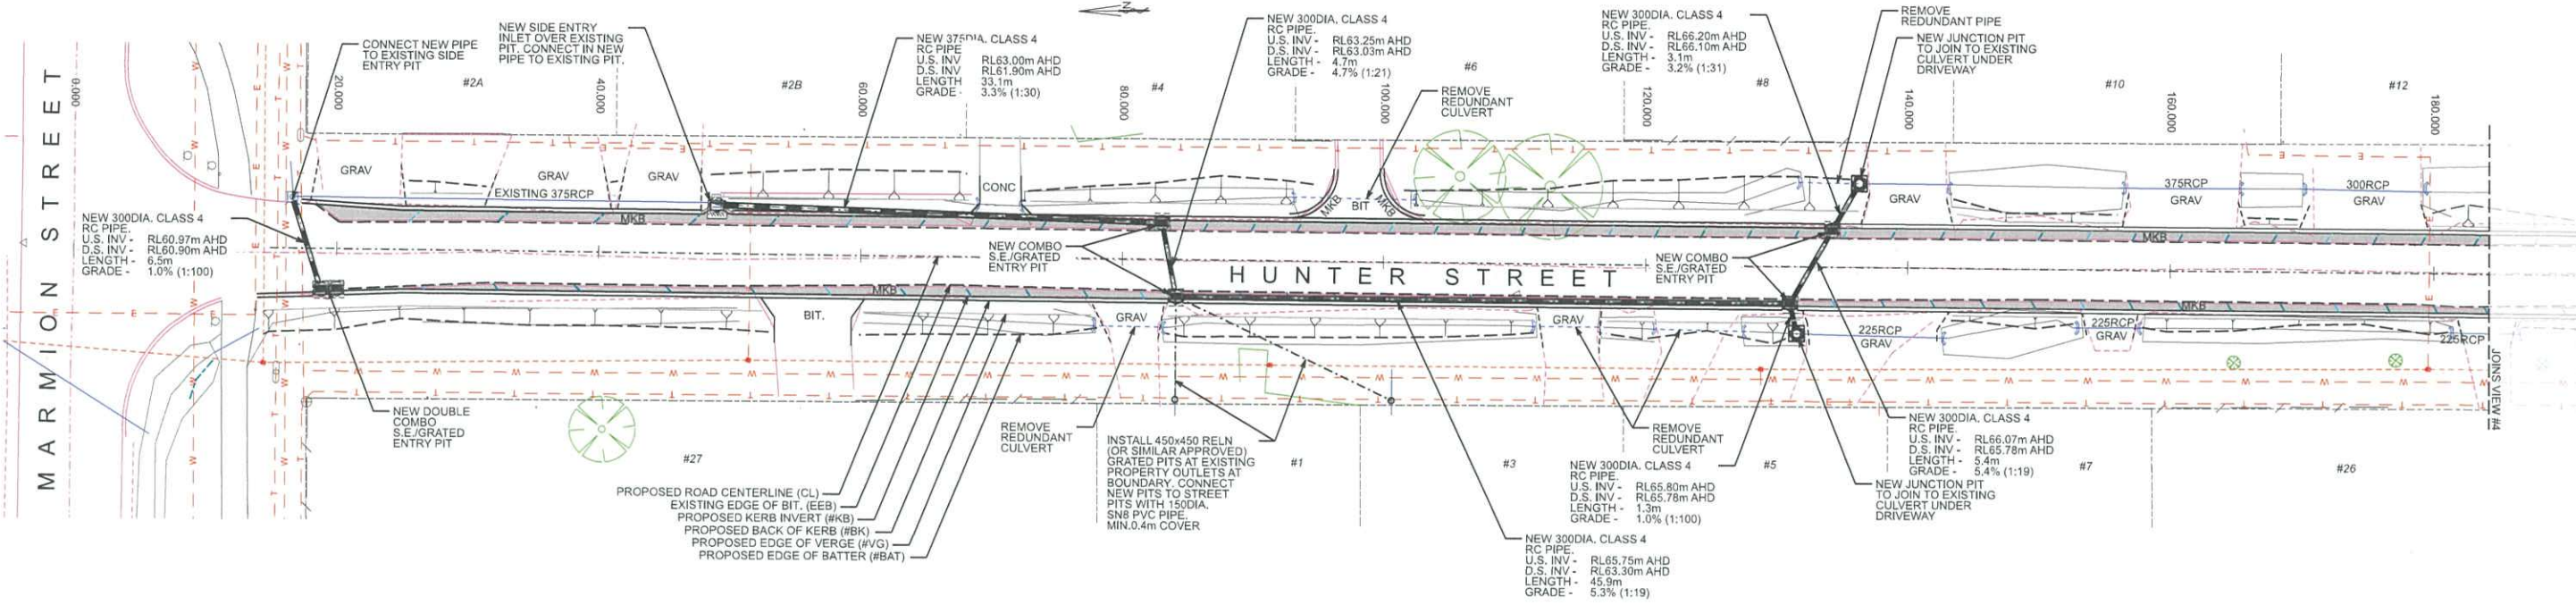 MARMION STREET
HUNTER STREET
N
0.000
20.000
40.000
60.000
80.000
100.000
120.000
140.000
160.000
180.000
#2A
#2B
#4
#6
#8
#10
#12
CONNECT NEW PIPE
TO EXISTING SIDE
ENTRY PIT
NEW SIDE ENTRY
INLET OVER EXISTING
PIT. CONNECT IN NEW
PIPE TO EXISTING PIT.
NEW 375DIA. CLASS 4
RC PIPE
U.S. INV RL63.00m AHD
D.S. INV RL61.90m AHD
LENGTH 33.1m
GRADE - 3.3% (1:30)
NEW 300DIA. CLASS 4
RC PIPE.
U.S. INV - RL63.25m AHD
D.S. INV - RL63.03m AHD
LENGTH - 4.7m
GRADE - 4.7% (1:21)
REMOVE
REDUNDANT
CULVERT
NEW 300DIA. CLASS 4
RC PIPE.
U.S. INV - RL66.20m AHD
D.S. INV - RL66.10m AHD
LENGTH - 3.1m
GRADE - 3.2% (1:31)
REMOVE
REDUNDANT PIPE
NEW JUNCTION PIT
TO JOIN TO EXISTING
CULVERT UNDER
DRIVEWAY
GRAV
GRAV
GRAV
EXISTING 375RCP
CONC
MKB
BIT
MKB
GRAV
375RCP
GRAV
300RCP
GRAV
MKB
MKB
NEW 300DIA. CLASS 4
RC PIPE.
U.S. INV - RL60.97m AHD
D.S. INV - RL60.90m AHD
LENGTH - 6.5m
GRADE - 1.0% (1:100)
NEW COMBO
S.E./GRATED
ENTRY PIT
NEW COMBO
S.E./GRATED
ENTRY PIT
MKB
MKB
BIT.
GRAV
GRAV
225RCP
GRAV
225RCP
GRAV
225RCP
JOINS VIEW #4
NEW DOUBLE
COMBO
S.E./GRATED
ENTRY PIT
#27
PROPOSED ROAD CENTERLINE (CL)
EXISTING EDGE OF BIT. (EEB)
PROPOSED KERB INVERT (#KB)
PROPOSED BACK OF KERB (#BK)
PROPOSED EDGE OF VERGE (#VG)
PROPOSED EDGE OF BATTER (#BAT)
REMOVE
REDUNDANT
CULVERT
INSTALL 450x450 RELN
(OR SIMILAR APPROVED)
GRATED PITS AT EXISTING
PROPERTY OUTLETS AT
BOUNDARY. CONNECT
NEW PITS TO STREET
PITS WITH 150DIA.
SN8 PVC PIPE.
MIN.0.4m COVER
#1
#3
REMOVE
REDUNDANT
CULVERT
NEW 300DIA. CLASS 4
RC PIPE.
U.S. INV - RL65.80m AHD
D.S. INV - RL65.78m AHD
LENGTH - 1.3m
GRADE - 1.0% (1:100)
#5
NEW 300DIA. CLASS 4
RC PIPE.
U.S. INV - RL65.75m AHD
D.S. INV - RL63.30m AHD
LENGTH - 45.9m
GRADE - 5.3% (1:19)
NEW 300DIA. CLASS 4
RC PIPE.
U.S. INV - RL66.07m AHD
D.S. INV - RL65.78m AHD
LENGTH - 5.4m
GRADE - 5.4% (1:19)
NEW JUNCTION PIT
TO JOIN TO EXISTING
CULVERT UNDER
DRIVEWAY
#7
#26